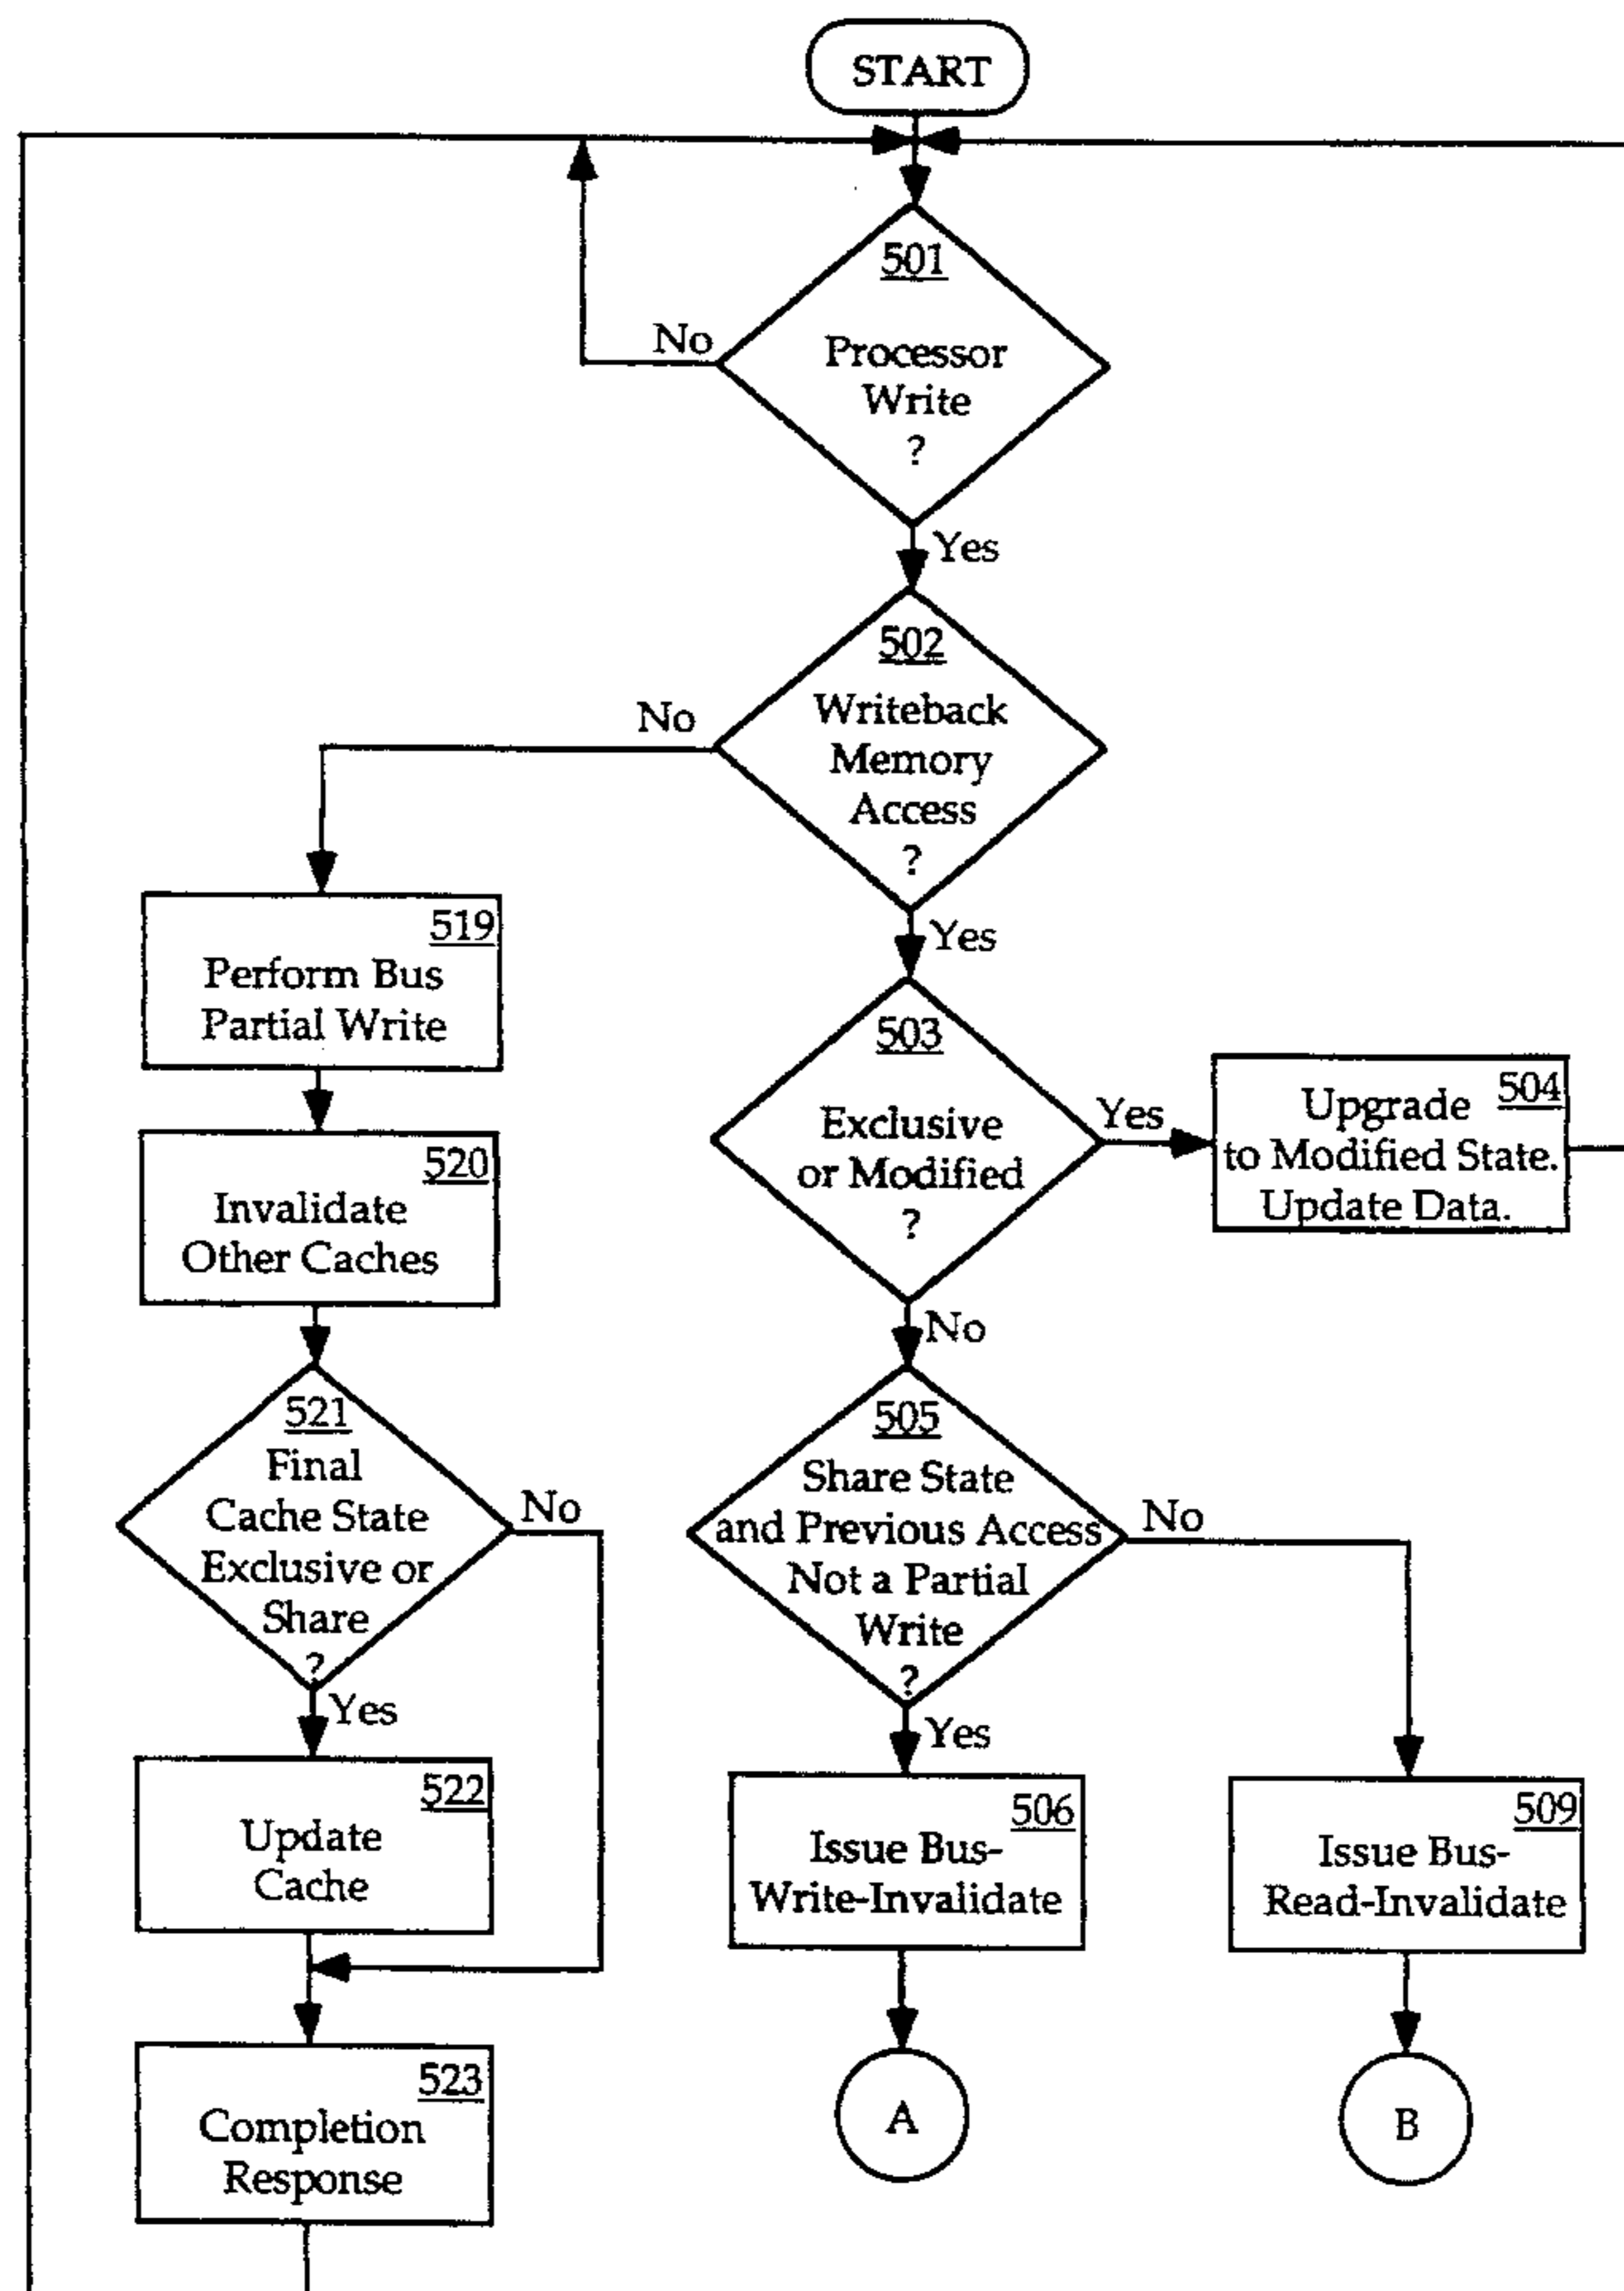 START
501
Processor
Write
?
No
Yes
502
Writeback
Memory
Access
?
No
Yes
519
Perform Bus
Partial Write
503
Exclusive
or Modified
?
Yes
No
504
Upgrade
to Modified State.
Update Data.
520
Invalidate
Other Caches
521
Final
Cache State
Exclusive or
Share
?
No
Yes
505
Share State
and Previous Access
Not a Partial
Write
?
No
Yes
522
Update
Cache
506
Issue Bus-
Write-Invalidate
509
Issue Bus-
Read-Invalidate
523
Completion
Response
A
B